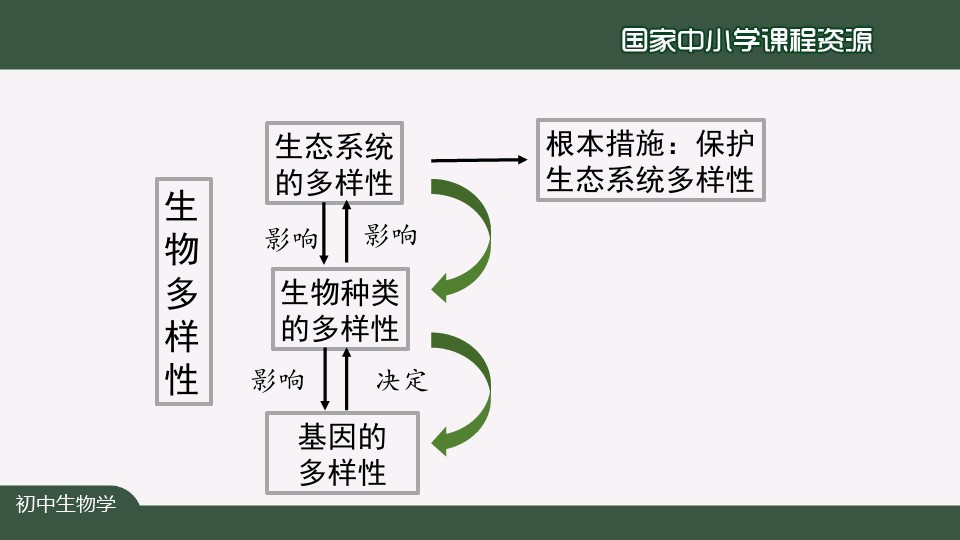 国家中小学课程资源
生态系统
的多样性
根本措施：保护
生态系统多样性
生
物
多
样
性
影响
影响
生物种类
的多样性
影响
决定
基因的
多样性
初中生物学